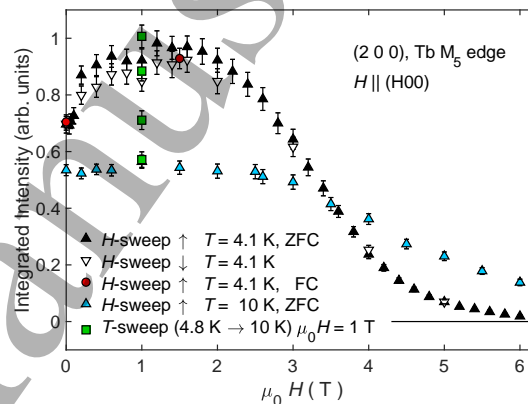 (2 0 0), Tb M5 edge
H || (H00)
Integrated Intensity (arb. units)
1
0.8
0.6
0.4
0.2
0
H-sweep ↑ T = 4.1 K, ZFC
H-sweep ↓ T = 4.1 K
H-sweep ↑ T = 4.1 K, FC
H-sweep ↑ T = 10 K, ZFC
T-sweep (4.8 K → 10 K) μ0H = 1 T
0 1 2 3 4 5 6
μ0 H ( T )